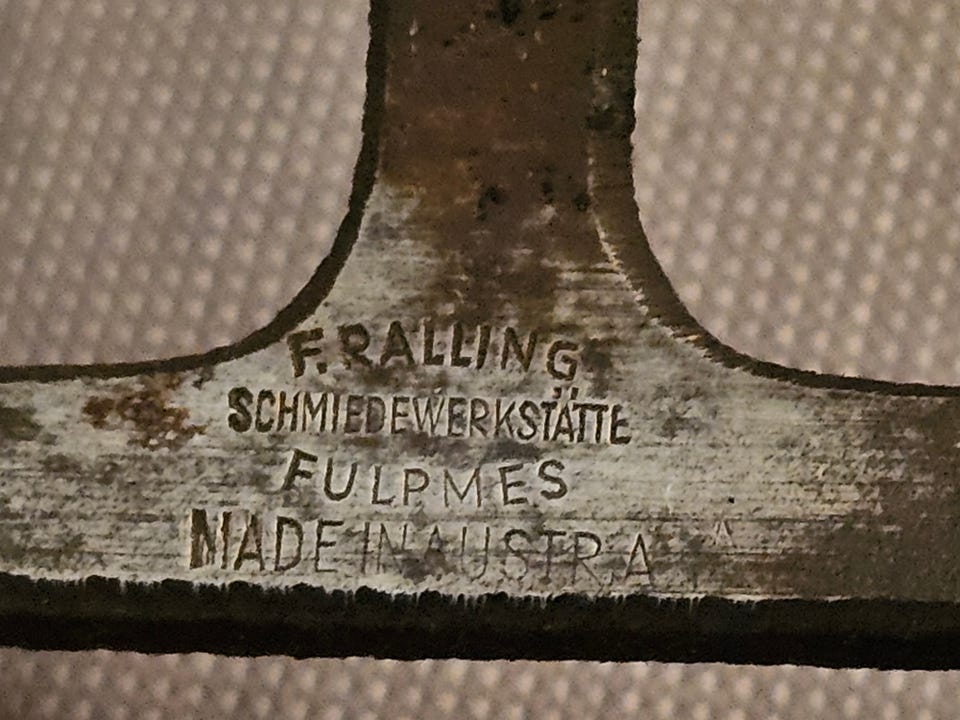 F. RALLING
SCHMIEDEWERKSTÄTTE
FULPMES
MADE IN AUSTRIA